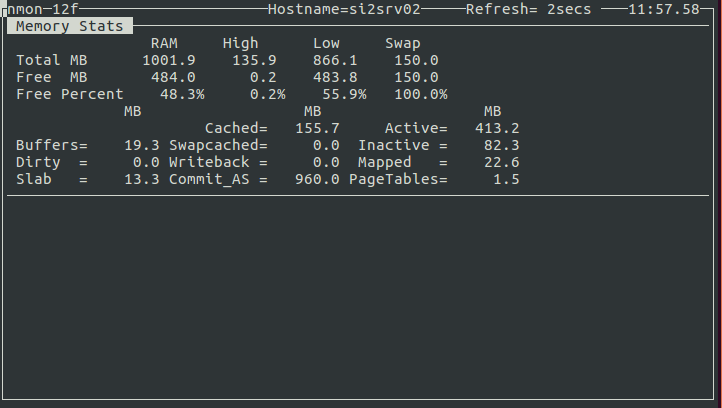 nmon-12f Hostname=si2srv02 Refresh= 2secs 11:57.58
Memory Stats
RAM High Low Swap
Total MB 1001.9 135.9 866.1 150.0
Free MB 484.0 0.2 483.8 150.0
Free Percent 48.3% 0.2% 55.9% 100.0%
MB MB MB
Cached= 155.7 Active= 413.2
Buffers= 19.3 Swapcached= 0.0 Inactive = 82.3
Dirty = 0.0 Writeback = 0.0 Mapped = 22.6
Slab = 13.3 Commit_AS = 960.0 PageTables= 1.5